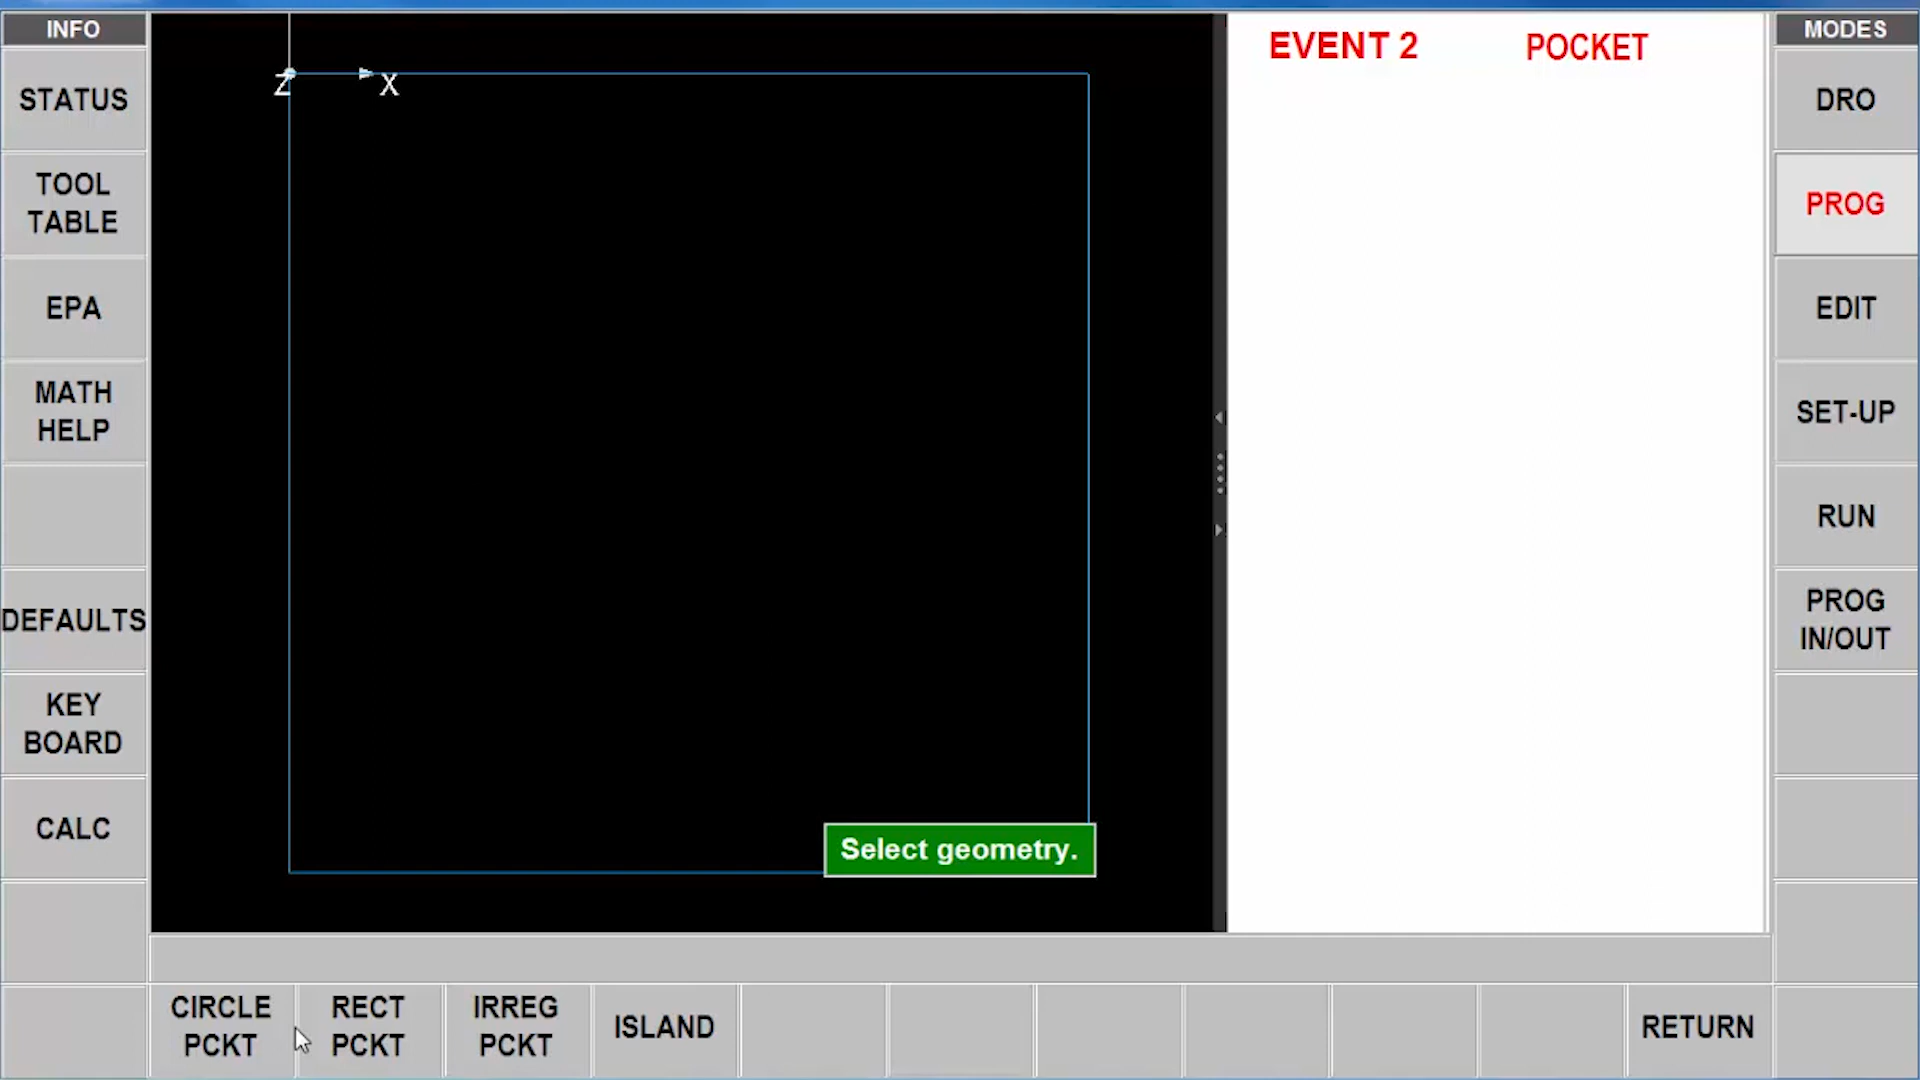 INFO
STATUS
TOOL
TABLE
EPA
MATH
HELP
DEFAULTS
KEY
BOARD
CALC
Z
X
EVENT 2
POCKET
Select geometry.
MODES
DRO
PROG
EDIT
SET-UP
RUN
PROG
IN/OUT
CIRCLE
PCKT
RECT
PCKT
IRREG
PCKT
ISLAND
RETURN